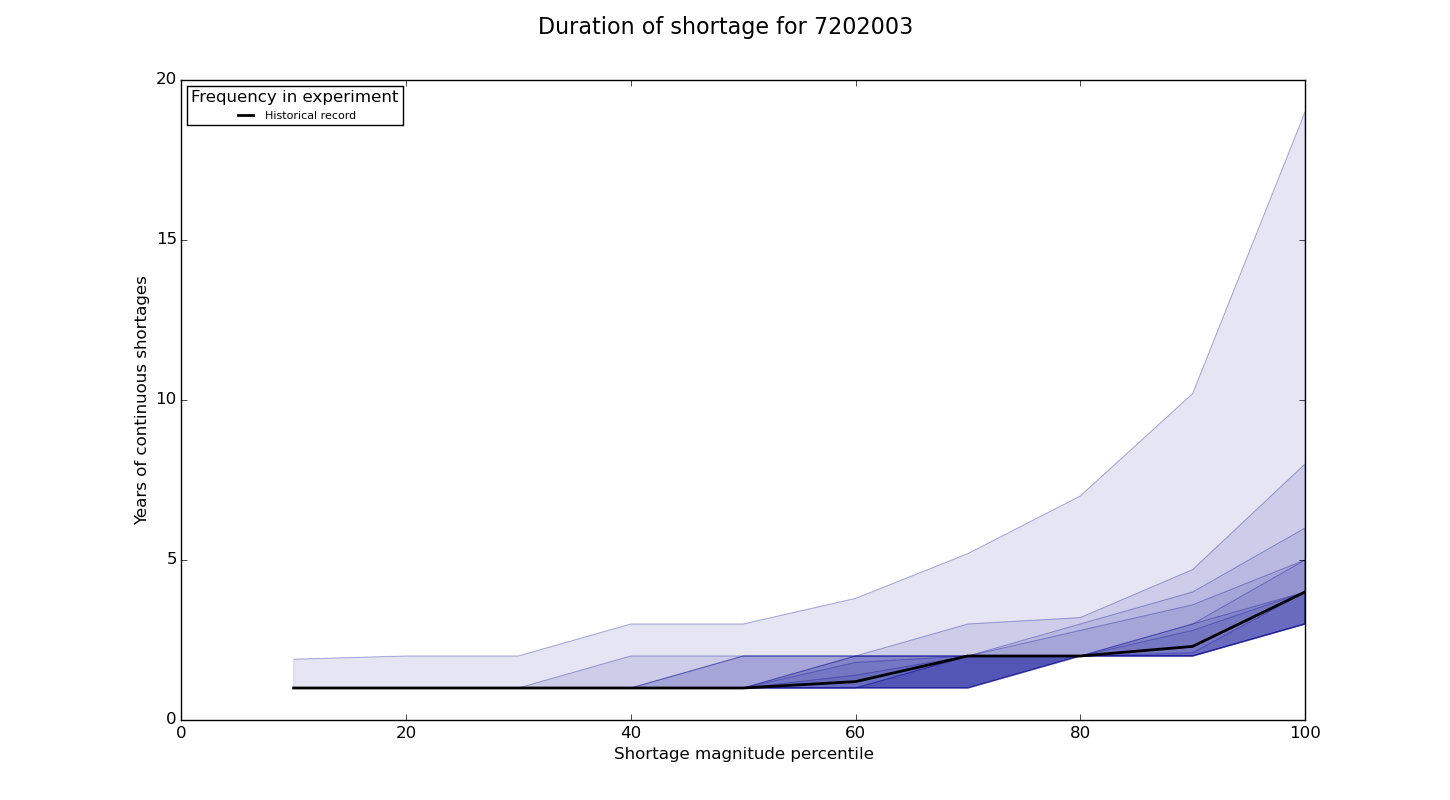 Duration of shortage for 7202003
Frequency in experiment
Historical record
20
15
10
5
0
Years of continuous shortages
0 20 40 60 80 100
Shortage magnitude percentile